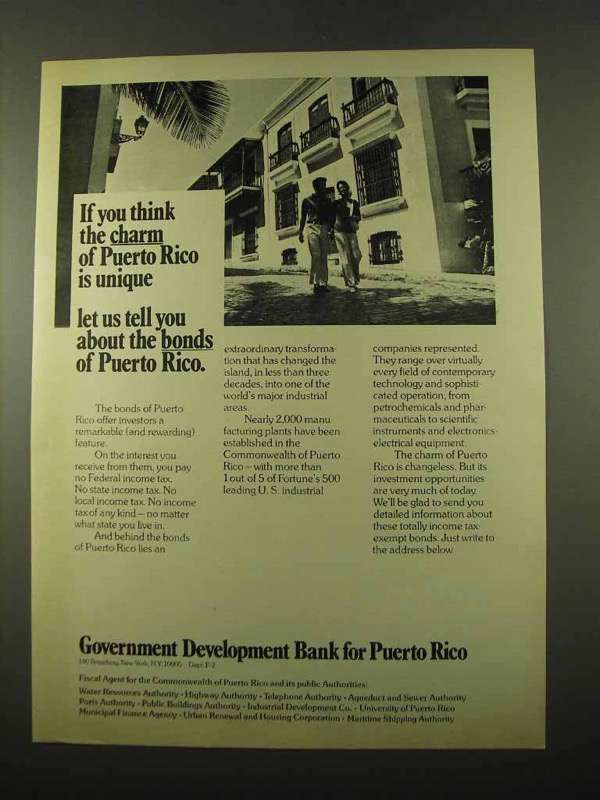 If you think
the charm
of Puerto Rico
is unique
let us tell you
about the bonds
of Puerto Rico.
The bonds of Puerto
Rico offer investors a
remarkable (and rewarding)
feature.
On the interest you
receive from them, you pay
no Federal income tax.
No state income tax. No
local income tax. No income
tax of any kind – no matter
what state you live in.
And behind the bonds
of Puerto Rico lies an
extraordinary transforma-
tion that has changed the
island, in less than three
decades, into one of the
world's major industrial
areas.
Nearly 2,000 manu
facturing plants have been
established in the
Commonwealth of Puerto
Rico – with more than
1 out of 5 of Fortune's 500
leading U. S. industrial
companies represented.
They range over virtually
every field of contemporary
technology and sophisti-
cated operation, from
petrochemicals and phar-
maceuticals to scientific
instruments and electronics-
electrical equipment.
The charm of Puerto
Rico is changeless. But its
investment opportunities
are very much of today.
We'll be glad to send you
detailed information about
these totally income tax-
exempt bonds. Just write to
the address below.
Government Development Bank for Puerto Rico
140 Broadway, New York, N.Y. 10005 Dept. F-2
Fiscal Agent for the Commonwealth of Puerto Rico and its public Authorities:
Water Resources Authority • Highway Authority • Telephone Authority • Aqueduct and Sewer Authority
Ports Authority • Public Buildings Authority • Industrial Development Co. • University of Puerto Rico
Municipal Finance Agency • Urban Renewal and Housing Corporation • Maritime Shipping Authority